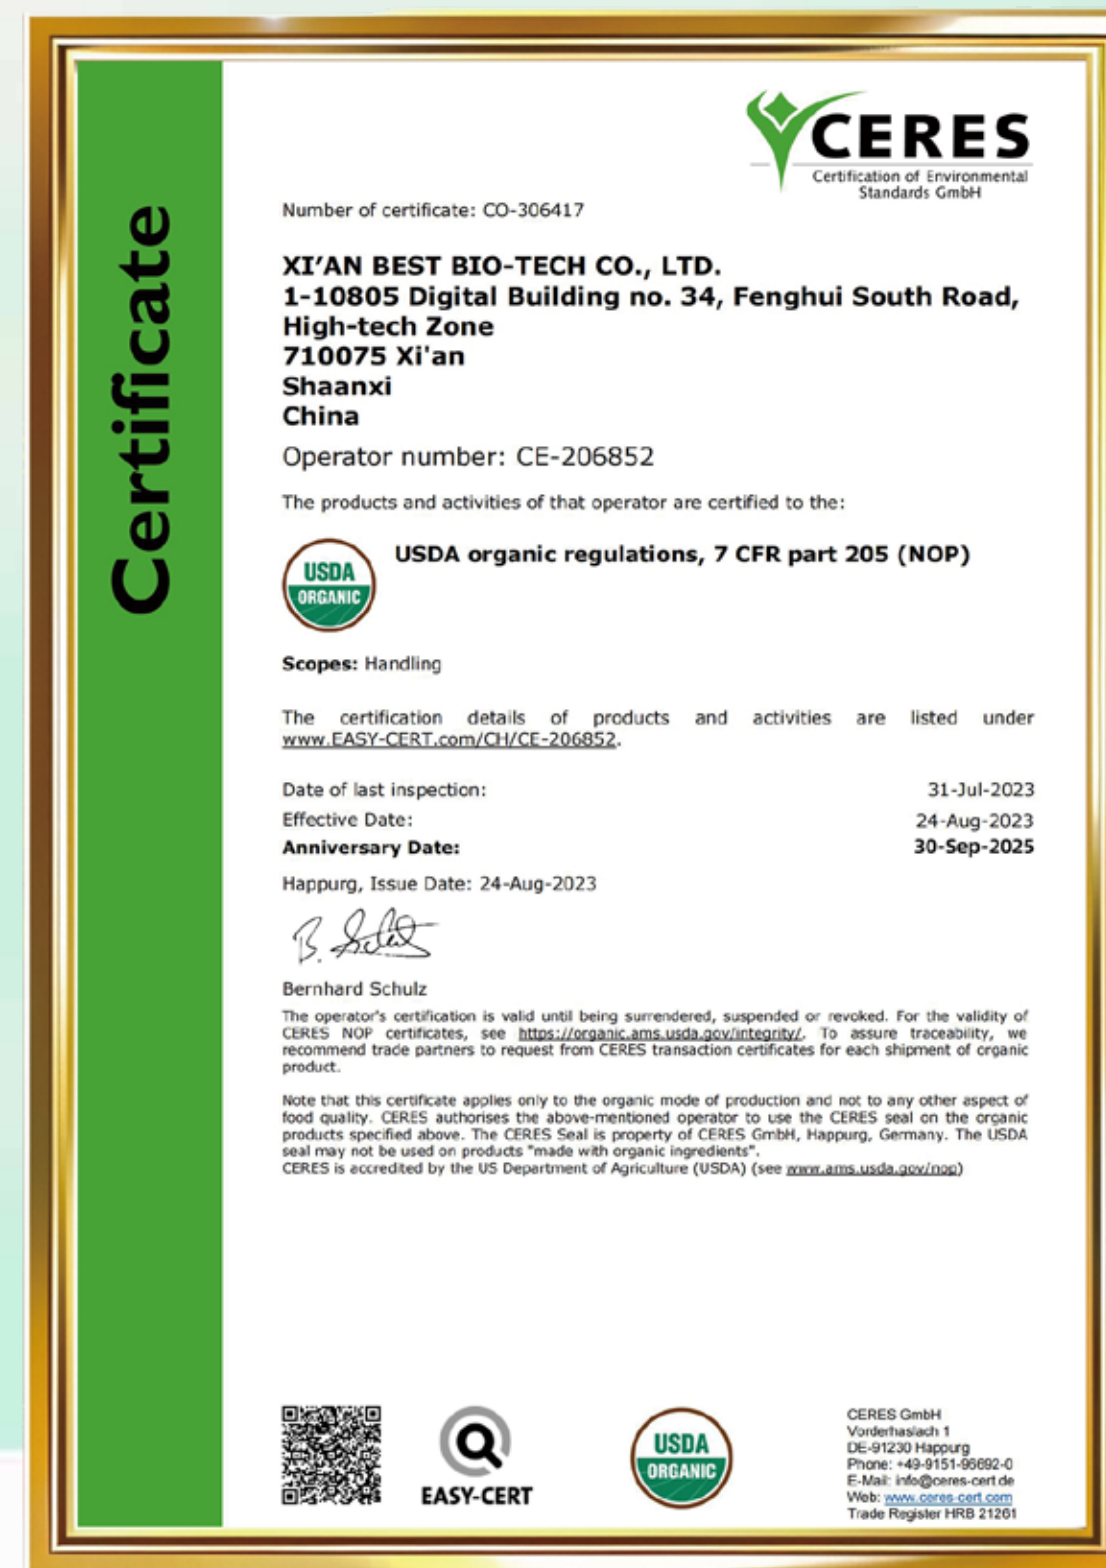 Certificate
CERES
Certification of Environmental
Standards GmbH
Number of certificate: CO-306417
XI'AN BEST BIO-TECH CO., LTD.
1-10805 Digital Building no. 34, Fenghui South Road,
High-tech Zone
710075 Xi'an
Shaanxi
China
Operator number: CE-206852
The products and activities of that operator are certified to the:
USDA
ORGANIC
USDA organic regulations, 7 CFR part 205 (NOP)
Scopes: Handling
The certification details of products and activities are listed under
www.EASY-CERT.com/CH/CE-206852.
Date of last inspection: 31-Jul-2023
Effective Date: 24-Aug-2023
Anniversary Date: 30-Sep-2025
Happurg, Issue Date: 24-Aug-2023
Bernhard Schulz
The operator's certification is valid until being surrendered, suspended or revoked. For the validity of
CERES NOP certificates, see https://organic.ams.usda.gov/integrity/. To assure traceability, we
recommend trade partners to request from CERES transaction certificates for each shipment of organic
product.
Note that this certificate applies only to the organic mode of production and not to any other aspect of
food quality. CERES authorises the above-mentioned operator to use the CERES seal on the organic
products specified above. The CERES Seal is property of CERES GmbH, Happurg, Germany. The USDA
seal may not be used on products "made with organic ingredients".
CERES is accredited by the US Department of Agriculture (USDA) (see www.ams.usda.gov/nop)
EASY-CERT
USDA
ORGANIC
CERES GmbH
Vorderhaslach 1
DE-91230 Happurg
Phone: +49-9151-96692-0
E-Mail: info@ceres-cert.de
Web: www.ceres-cert.com
Trade Register HRB 21261